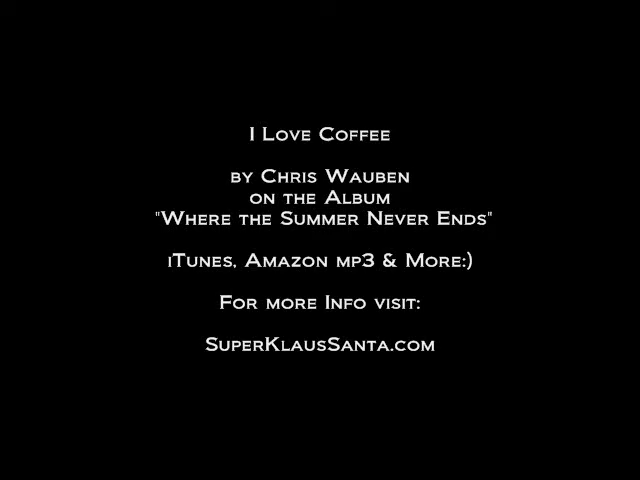 I Love Coffee
by Chris Wauben
on the Album
"Where the Summer Never Ends"
iTunes, Amazon mp3 & More:)
For more Info visit:
SuperKlausSanta.com